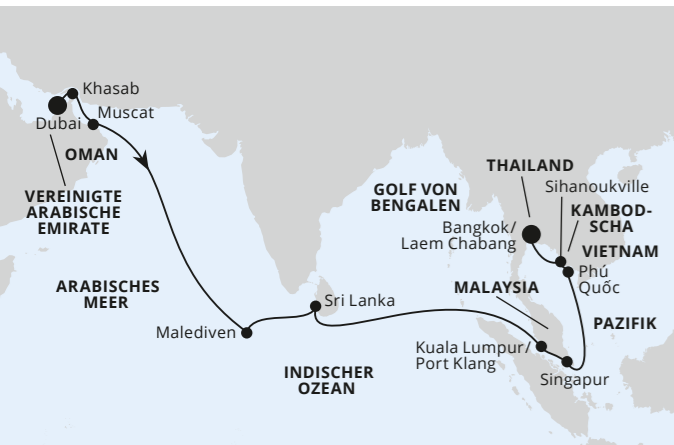 Khasab
Muscat
Dubai
OMAN
VEREINIGTE
ARABISCHE
EMIRATE
ARABISCHES
MEER
Malediven
Sri Lanka
INDISCHER
OZEAN
GOLF VON
BENGALEN
THAILAND
Sihanoukville
KAMBOD-
SCHA
Bangkok/
Laem Chabang
VIETNAM
Phú
Quốc
MALAYSIA
PAZIFIK
Kuala Lumpur/
Port Klang
Singapur